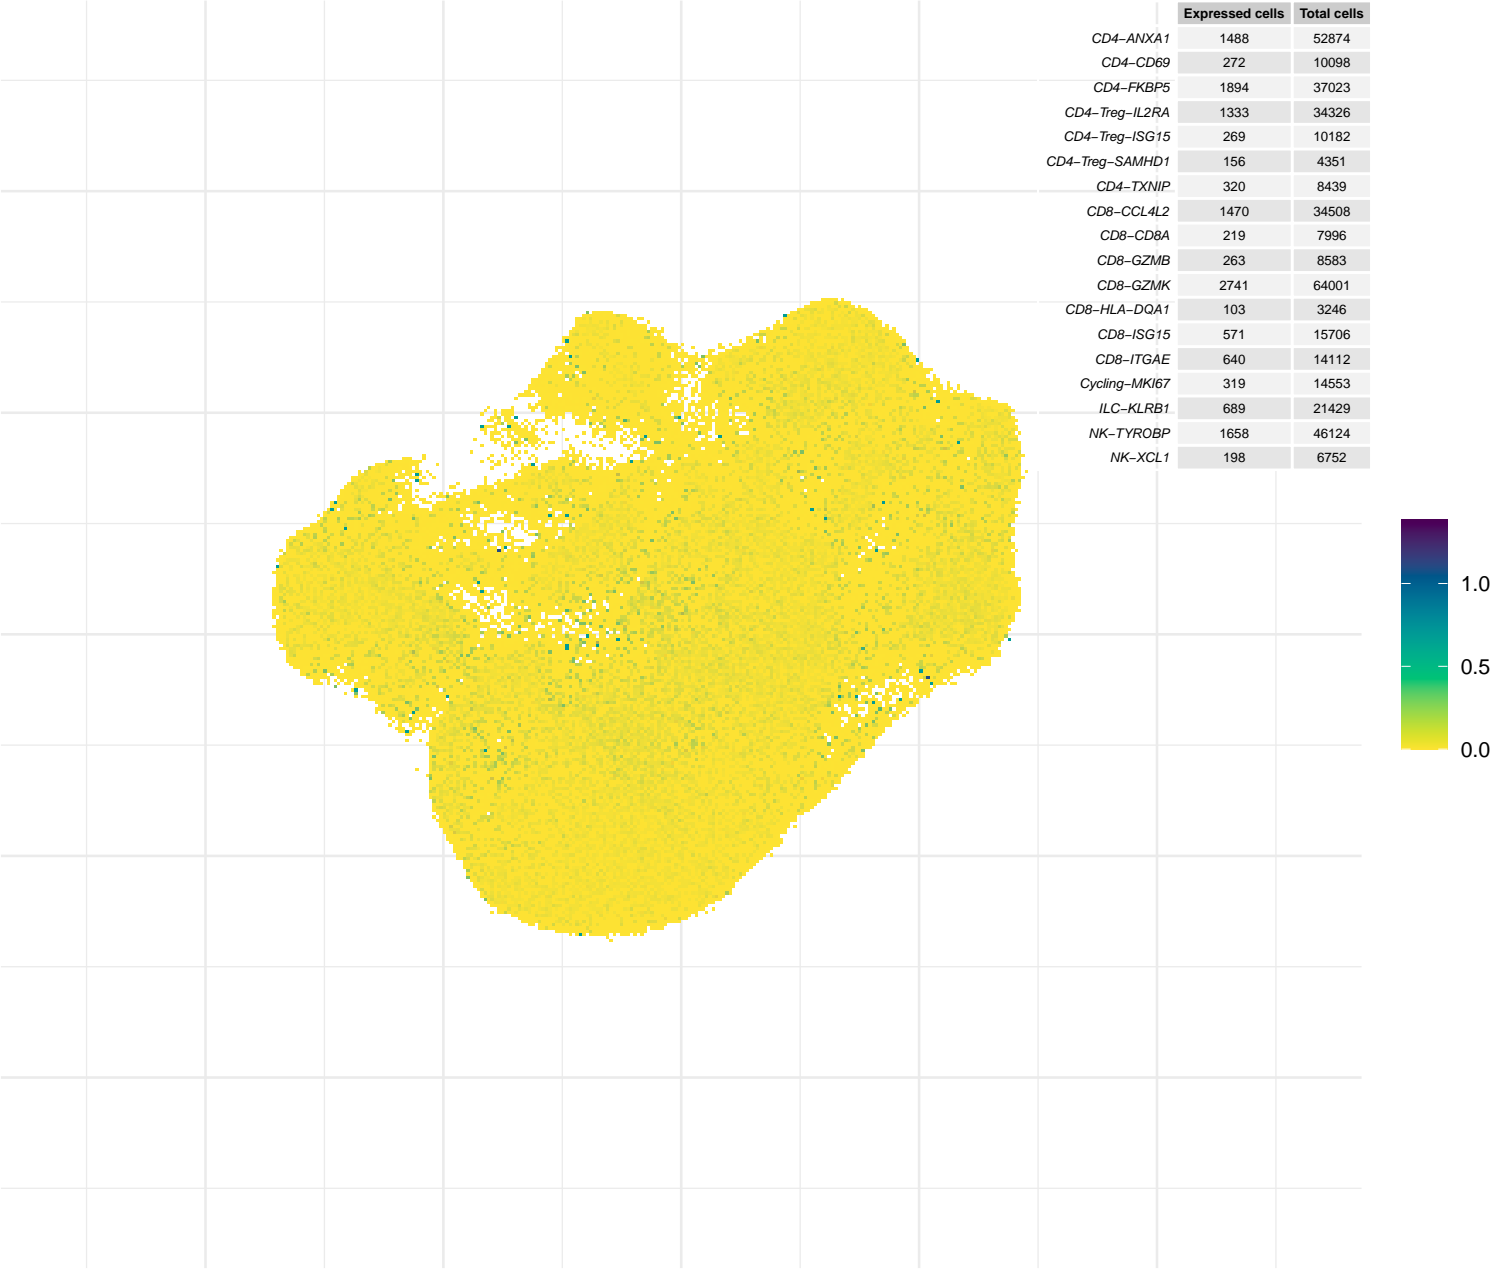 Expressed cells Total cells
CD4−ANXA1 1488 52874
CD4−CD69 272 10098
CD4−FKBP5 1894 37023
CD4−Treg−IL2RA 1333 34326
CD4−Treg−ISG15 269 10182
CD4−Treg−SAMHD1 156 4351
CD4−TXNIP 320 8439
CD8−CCL4L2 1470 34508
CD8−CD8A 219 7996
CD8−GZMB 263 8583
CD8−GZMK 2741 64001
CD8−HLA−DQA1 103 3246
CD8−ISG15 571 15706
CD8−ITGAE 640 14112
Cycling−MKI67 319 14553
ILC−KLRB1 689 21429
NK−TYROBP 1658 46124
NK−XCL1 198 6752
1.0
0.5
0.0